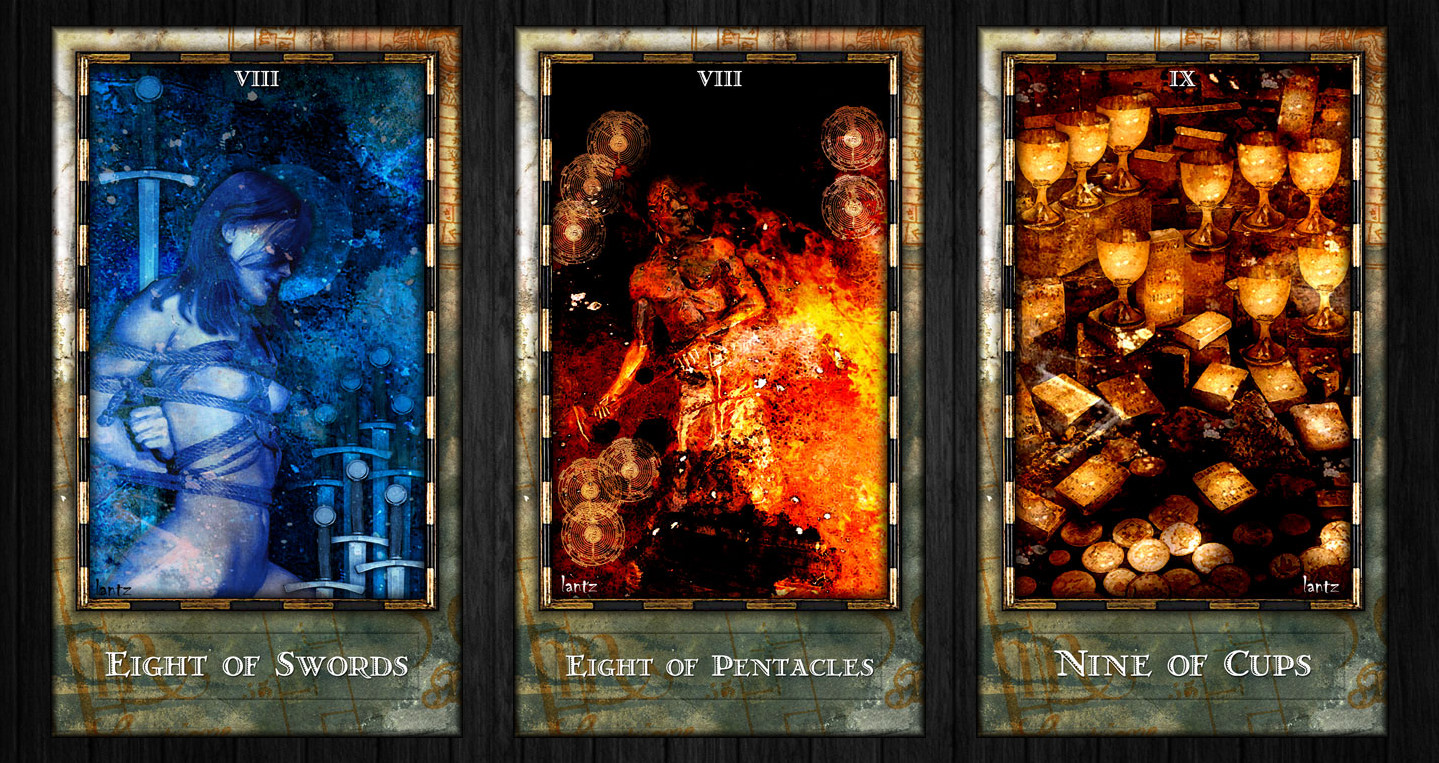 VIII
lantz
Eight of Swords
VIII
lantz
Eight of Pentacles
IX
lantz
Nine of Cups